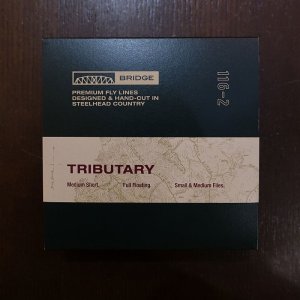 BRIDGE
PREMIUM FLY LINES
DESIGNED & HAND-CUT IN
STEELHEAD COUNTRY
116-2
TRIBUTARY
Medium Short. Full Floating. Small & Medium Flies.